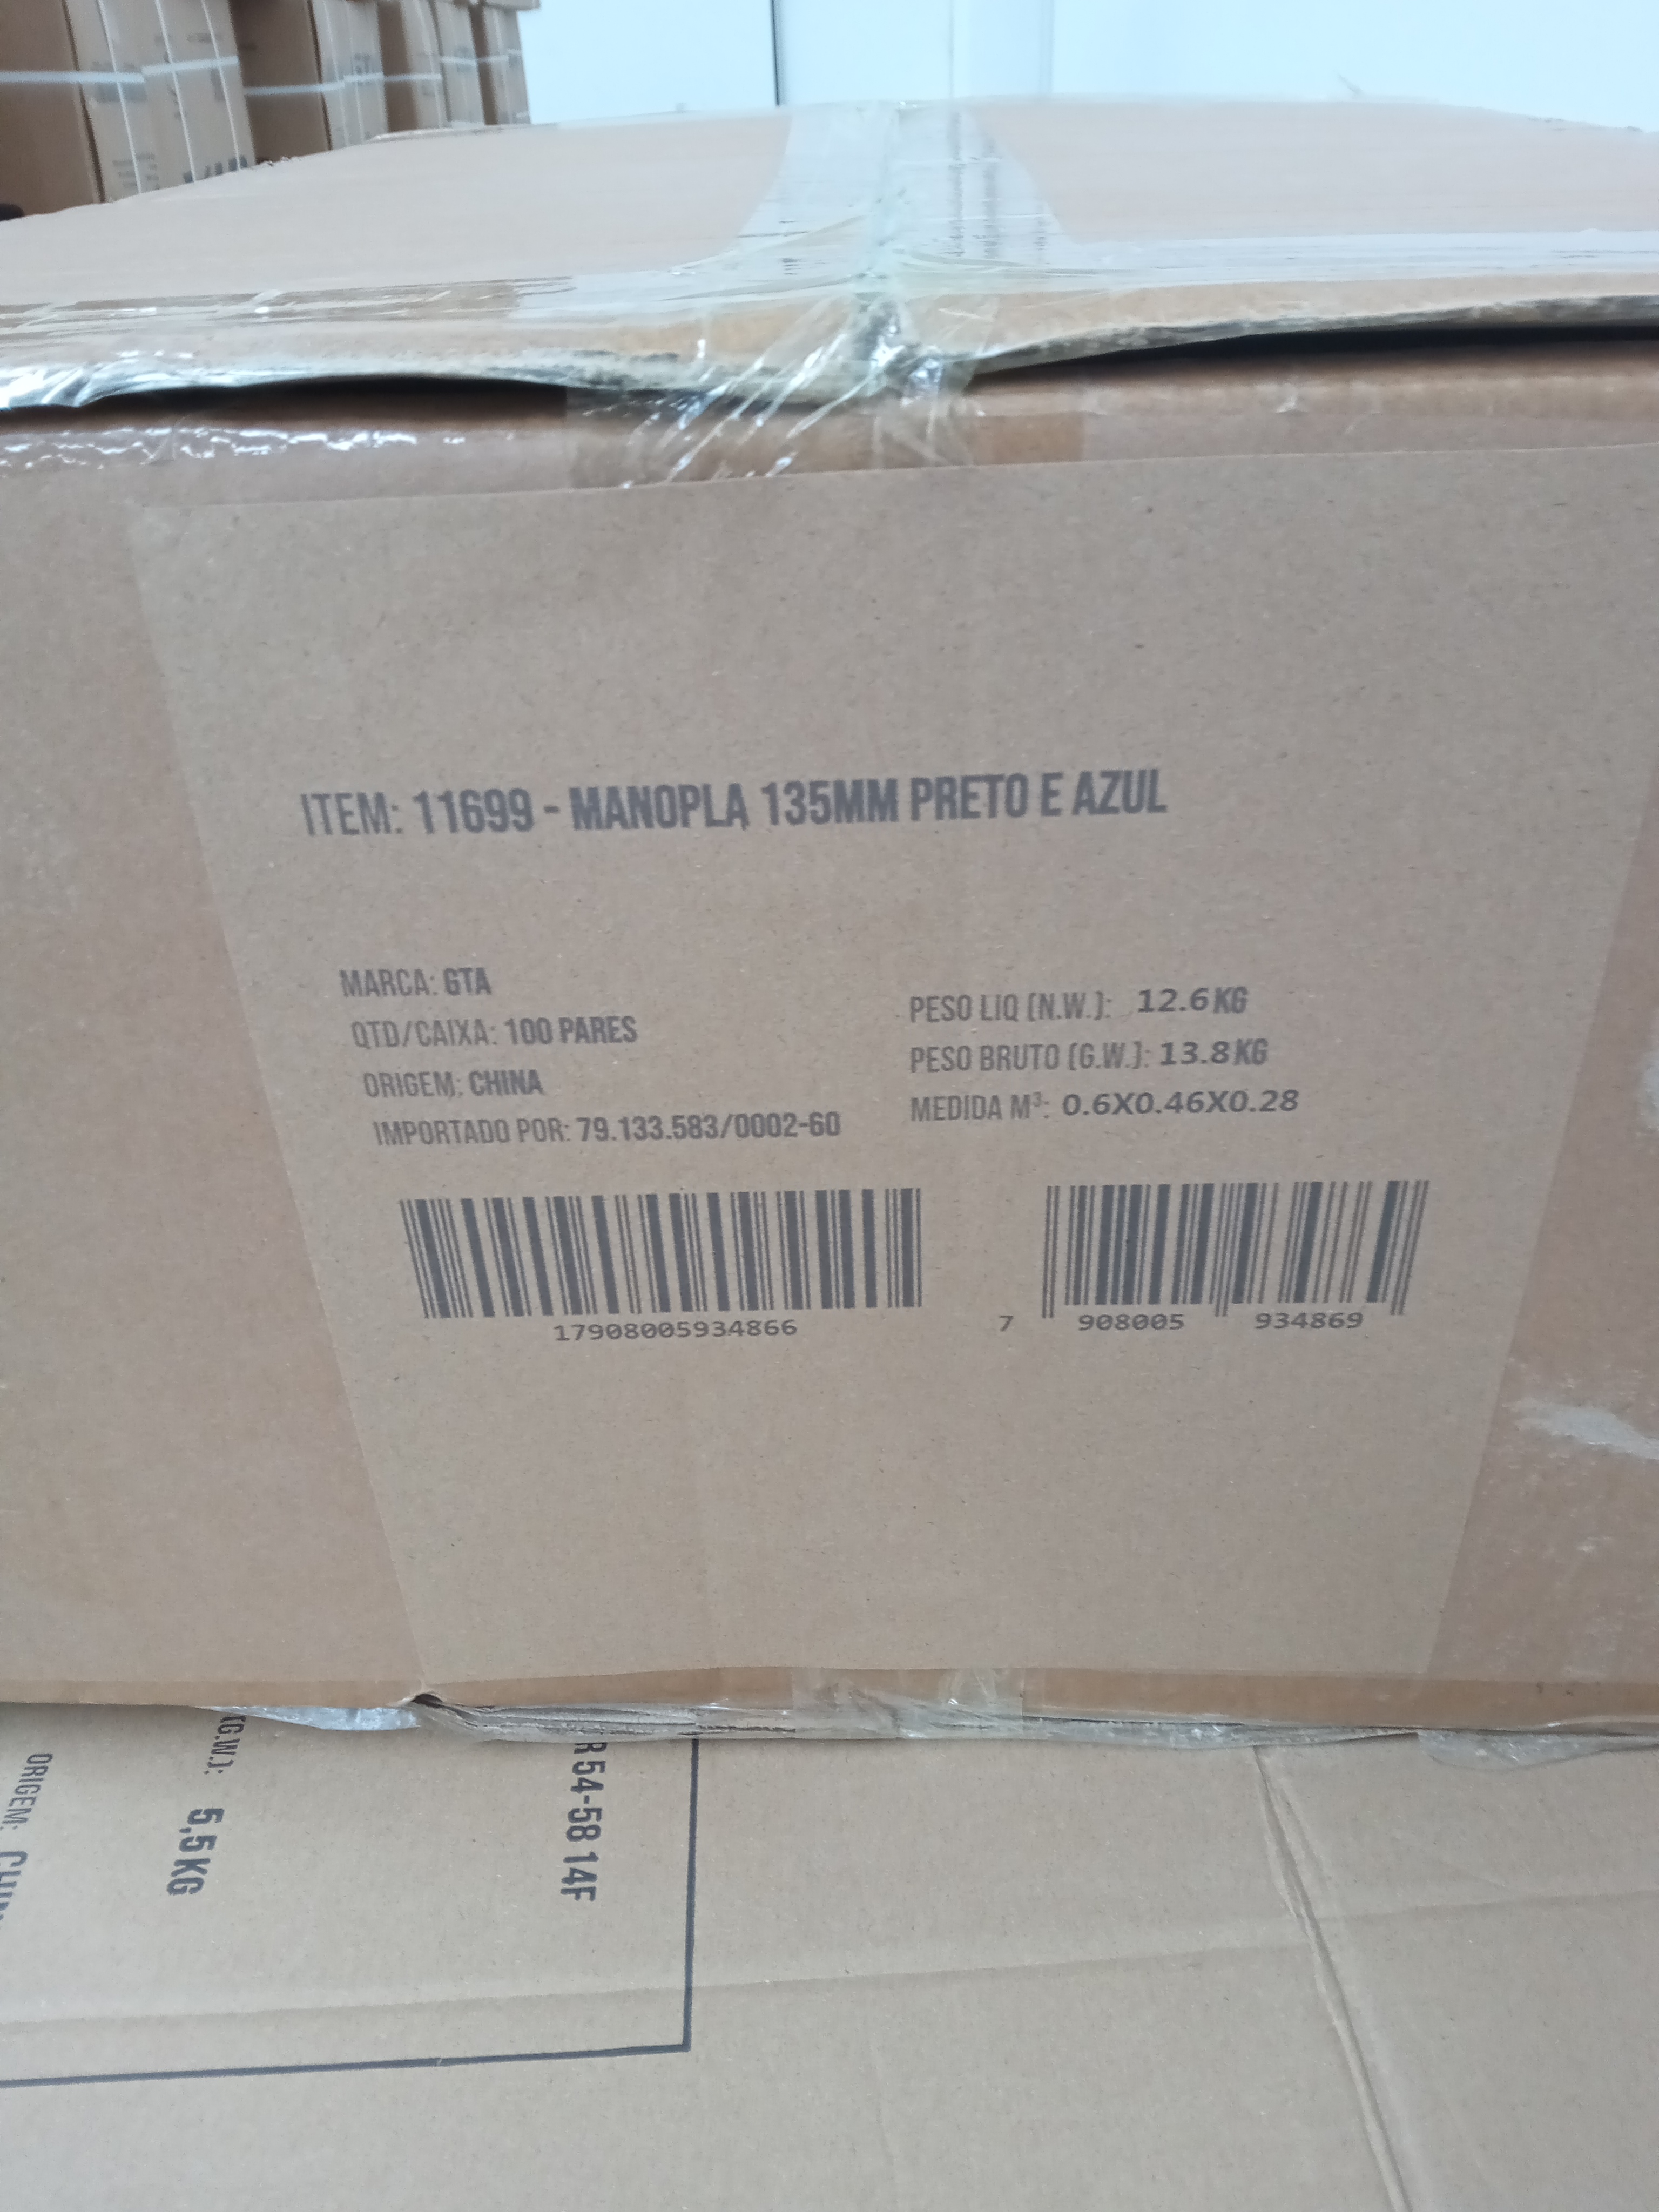 ITEM: 11699 - MANOPLA 135MM PRETO E AZUL
MARCA: GTA
QTD/CAIXA: 100 PARES
ORIGEM: CHINA
IMPORTADO POR: 79.133.583/0002-60
PESO LIQ (N.W.): 12.6KG
PESO BRUTO (G.W.): 13.8KG
MEDIDA M³: 0.6X0.46X0.28
17908005934866
7 908005 934869
R 54-58 14F
(G.W.): 5,5KG
ORIGEM: